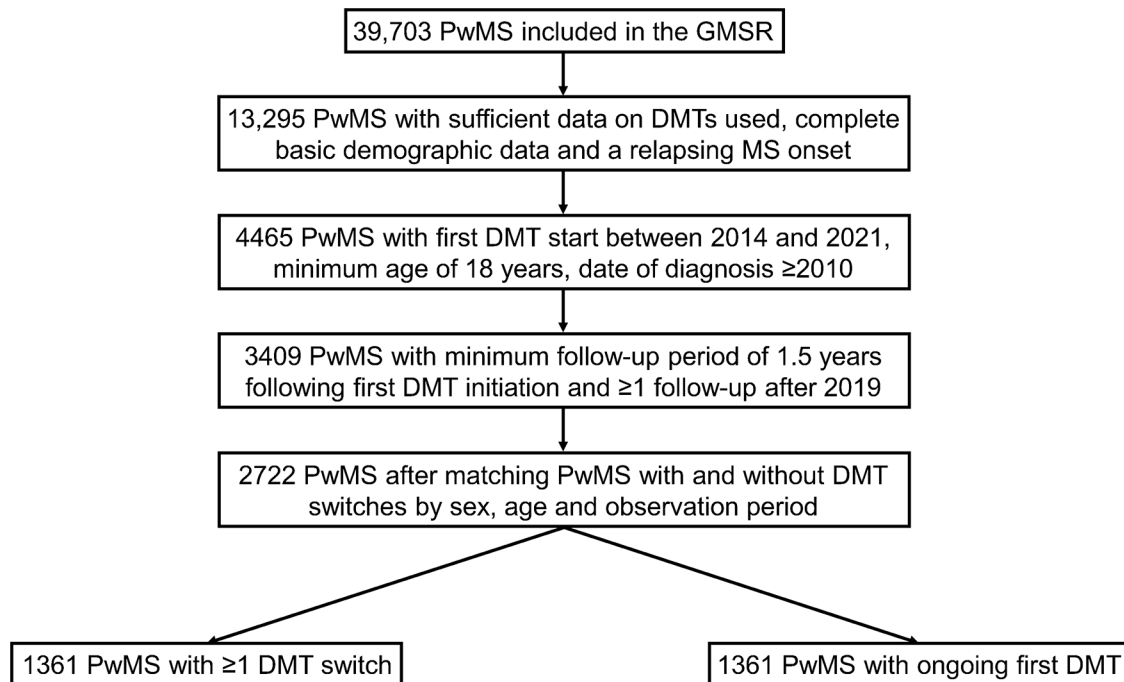 39,703 PwMS included in the GMSR
13,295 PwMS with sufficient data on DMTs used, complete
basic demographic data and a relapsing MS onset
4465 PwMS with first DMT start between 2014 and 2021,
minimum age of 18 years, date of diagnosis ≥2010
3409 PwMS with minimum follow-up period of 1.5 years
following first DMT initiation and ≥1 follow-up after 2019
2722 PwMS after matching PwMS with and without DMT
switches by sex, age and observation period
1361 PwMS with ≥1 DMT switch
1361 PwMS with ongoing first DMT